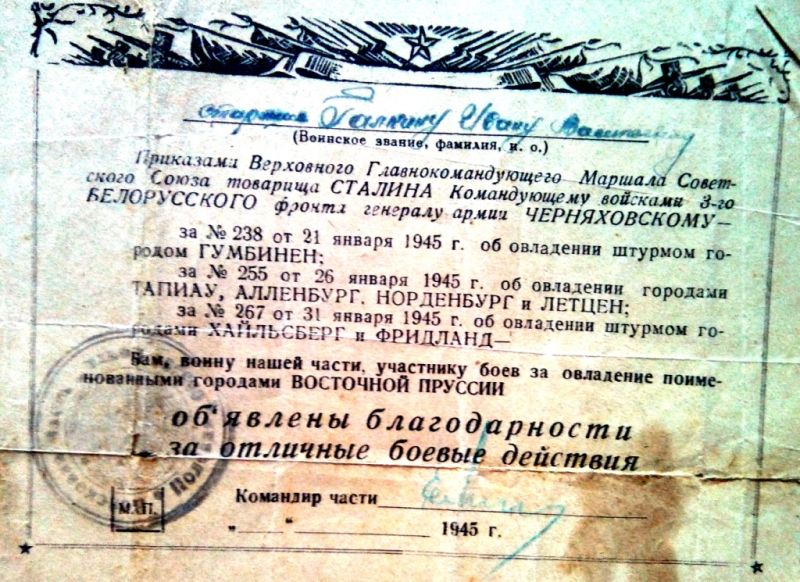 Галкину Ивану
(Воинское звание, фамилия, и. о.)
Приказами Верховного Главнокомандующего Маршала Совет-
ского Союза товарища СТАЛИНА Командующему войсками 3-го
БЕЛОРУССКОГО фронта генералу армии ЧЕРНЯХОВСКОМУ—
за № 238 от 21 января 1945 г. об овладении штурмом го-
родом ГУМБИНЕН;
за № 255 от 26 января 1945 г. об овладении городами
ТАПИАУ, АЛЛЕНБУРГ, НОРДЕНБУРГ и ЛЕТЦЕН;
за № 267 от 31 января 1945 г. об овладении штурмом го-
родами ХАЙЛЬСБЕРГ и ФРИДЛАНД—
Вам, воину нашей части, участнику боев за овладение поиме-
нованными городами ВОСТОЧНОЙ ПРУССИИ
об'явлены благодарности
за отличные боевые действия
Командир части
М.П.
„ “ 1945 г.